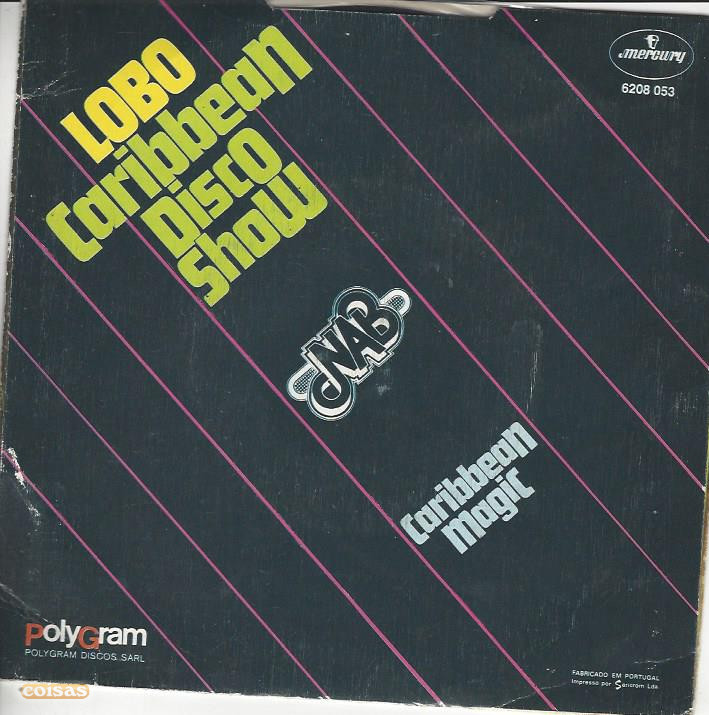 LOBO
Caribbean
Disco
Show
mercury
6208 053
NAB
Caribbean
magic
PolyGram
POLYGRAM DISCOS SARL
coisas
FABRICADO EM PORTUGAL
Impresso por Sericrom Lda